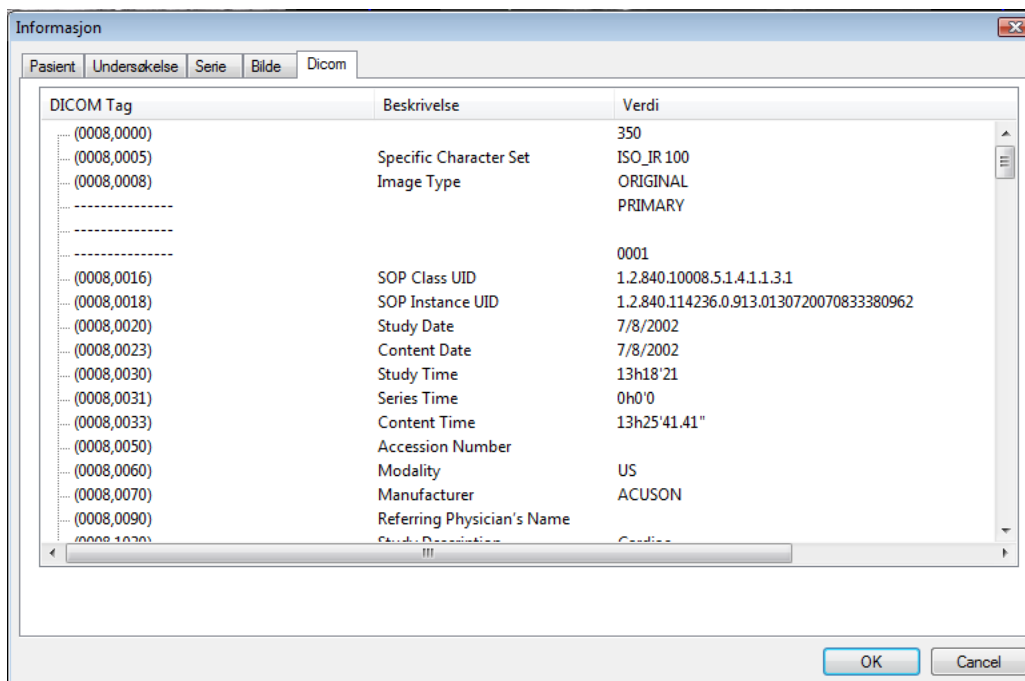 Informasjon
Pasient Undersøkelse Serie Bilde Dicom
DICOM Tag Beskrivelse Verdi
(0008,0000) 350
(0008,0005) Specific Character Set ISO_IR 100
(0008,0008) Image Type ORIGINAL
--------------- PRIMARY
---------------
--------------- 0001
(0008,0016) SOP Class UID 1.2.840.10008.5.1.4.1.1.3.1
(0008,0018) SOP Instance UID 1.2.840.114236.0.913.0130720070833380962
(0008,0020) Study Date 7/8/2002
(0008,0023) Content Date 7/8/2002
(0008,0030) Study Time 13h18'21
(0008,0031) Series Time 0h0'0
(0008,0033) Content Time 13h25'41.41"
(0008,0050) Accession Number
(0008,0060) Modality US
(0008,0070) Manufacturer ACUSON
(0008,0090) Referring Physician's Name
(0008,1030) Study Description Cardiac
OK Cancel